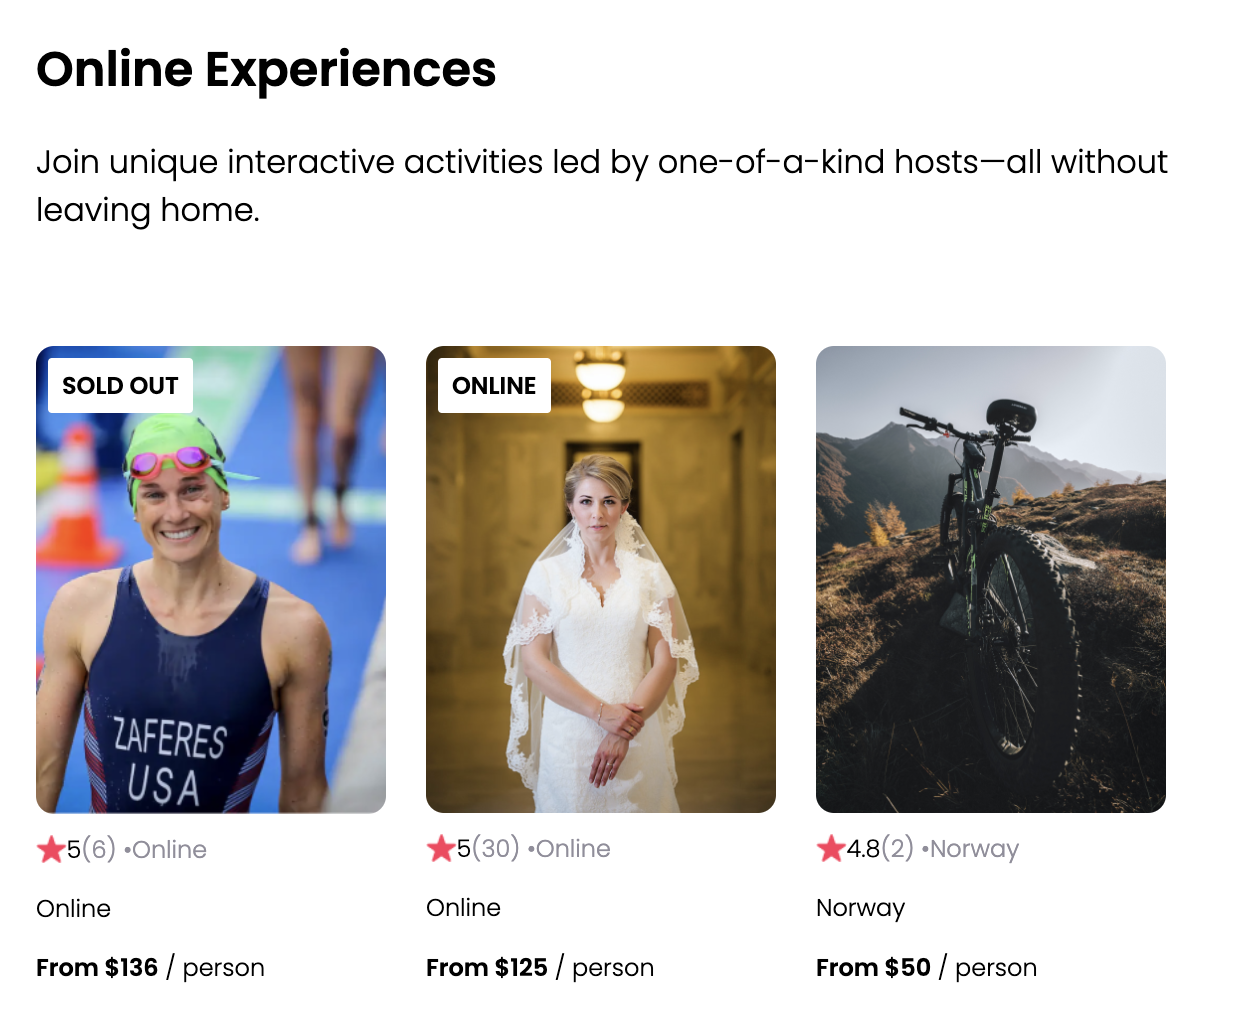 Online Experiences
Join unique interactive activities led by one-of-a-kind hosts—all without
leaving home.
SOLD OUT
ZAFERES
USA
ONLINE
5(6) •Online
Online
From $136 / person
5(30) •Online
Online
From $125 / person
4.8(2) •Norway
Norway
From $50 / person